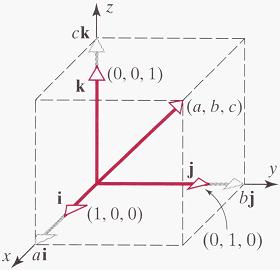 z
ck
(0, 0, 1)
k
(a, b, c)
y
j
bj
i
(1, 0, 0)
(0, 1, 0)
x
ai